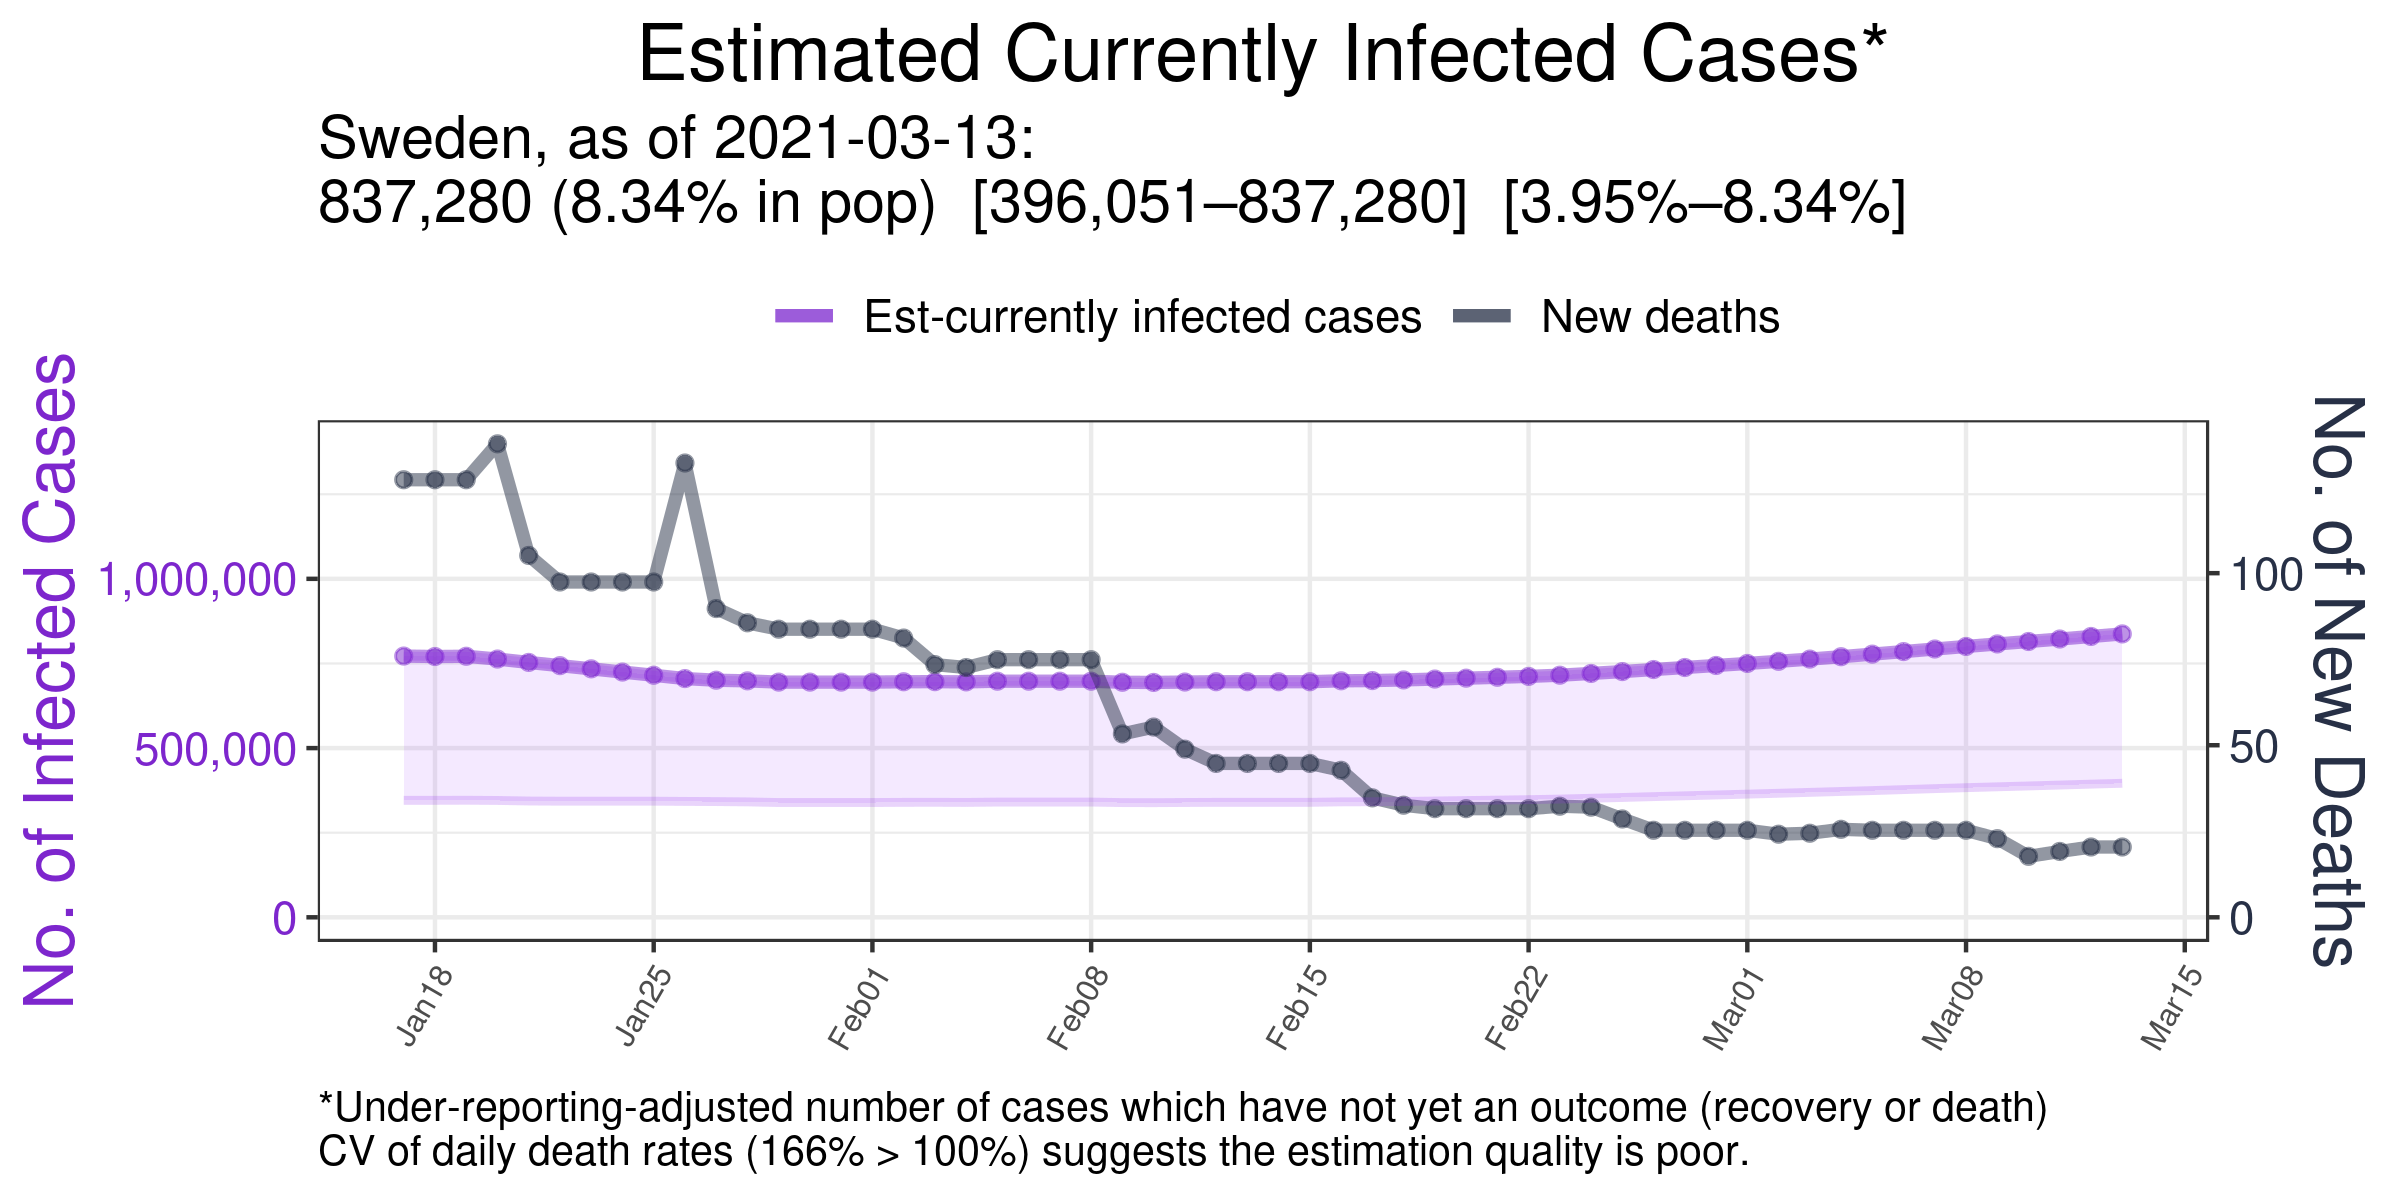 Estimated Currently Infected Cases*
Sweden, as of 2021-03-13:
837,280 (8.34% in pop) [396,051–837,280] [3.95%–8.34%]
Est-currently infected cases
New deaths
No. of Infected Cases
1,000,000
500,000
0
No. of New Deaths
100
50
0
Jan18
Jan25
Feb01
Feb08
Feb15
Feb22
Mar01
Mar08
Mar15
*Under-reporting-adjusted number of cases which have not yet an outcome (recovery or death)
CV of daily death rates (166% > 100%) suggests the estimation quality is poor.